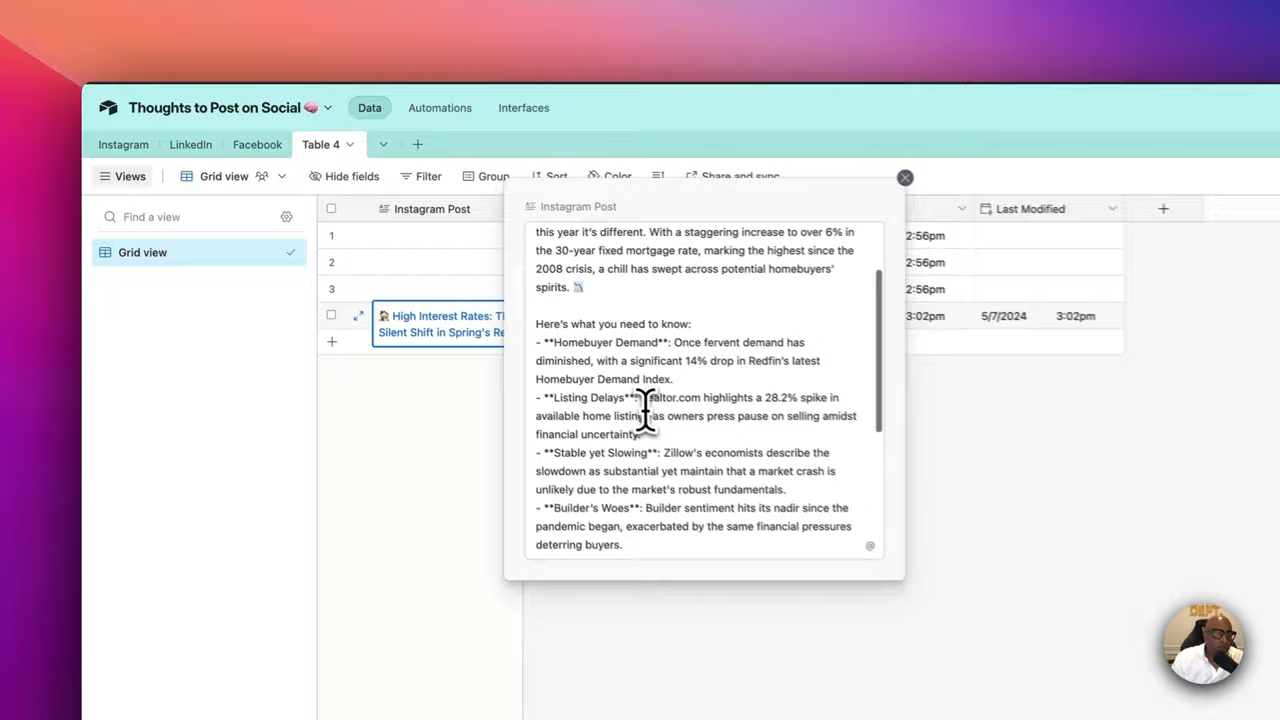 Thoughts to Post on Social
Data
Automations
Interfaces
Instagram
LinkedIn
Facebook
Table 4
Views
Grid view
Hide fields
Filter
Group
Sort
Color
Share and sync
Find a view
Grid view
Instagram Post
Last Modified
1
2
3
2:56pm
2:56pm
2:56pm
3:02pm
5/7/2024
3:02pm
High Interest Rates: Th
Silent Shift in Spring's Re
Instagram Post
this year it's different. With a staggering increase to over 6% in
the 30-year fixed mortgage rate, marking the highest since the
2008 crisis, a chill has swept across potential homebuyers'
spirits.
Here's what you need to know:
- **Homebuyer Demand**: Once fervent demand has
diminished, with a significant 14% drop in Redfin's latest
Homebuyer Demand Index.
- **Listing Delays**: ealtor.com highlights a 28.2% spike in
available home listing as owners press pause on selling amidst
financial uncertainty.
- **Stable yet Slowing**: Zillow's economists describe the
slowdown as substantial yet maintain that a market crash is
unlikely due to the market's robust fundamentals.
- **Builder's Woes**: Builder sentiment hits its nadir since the
pandemic began, exacerbated by the same financial pressures
deterring buyers.
@
DEPT.